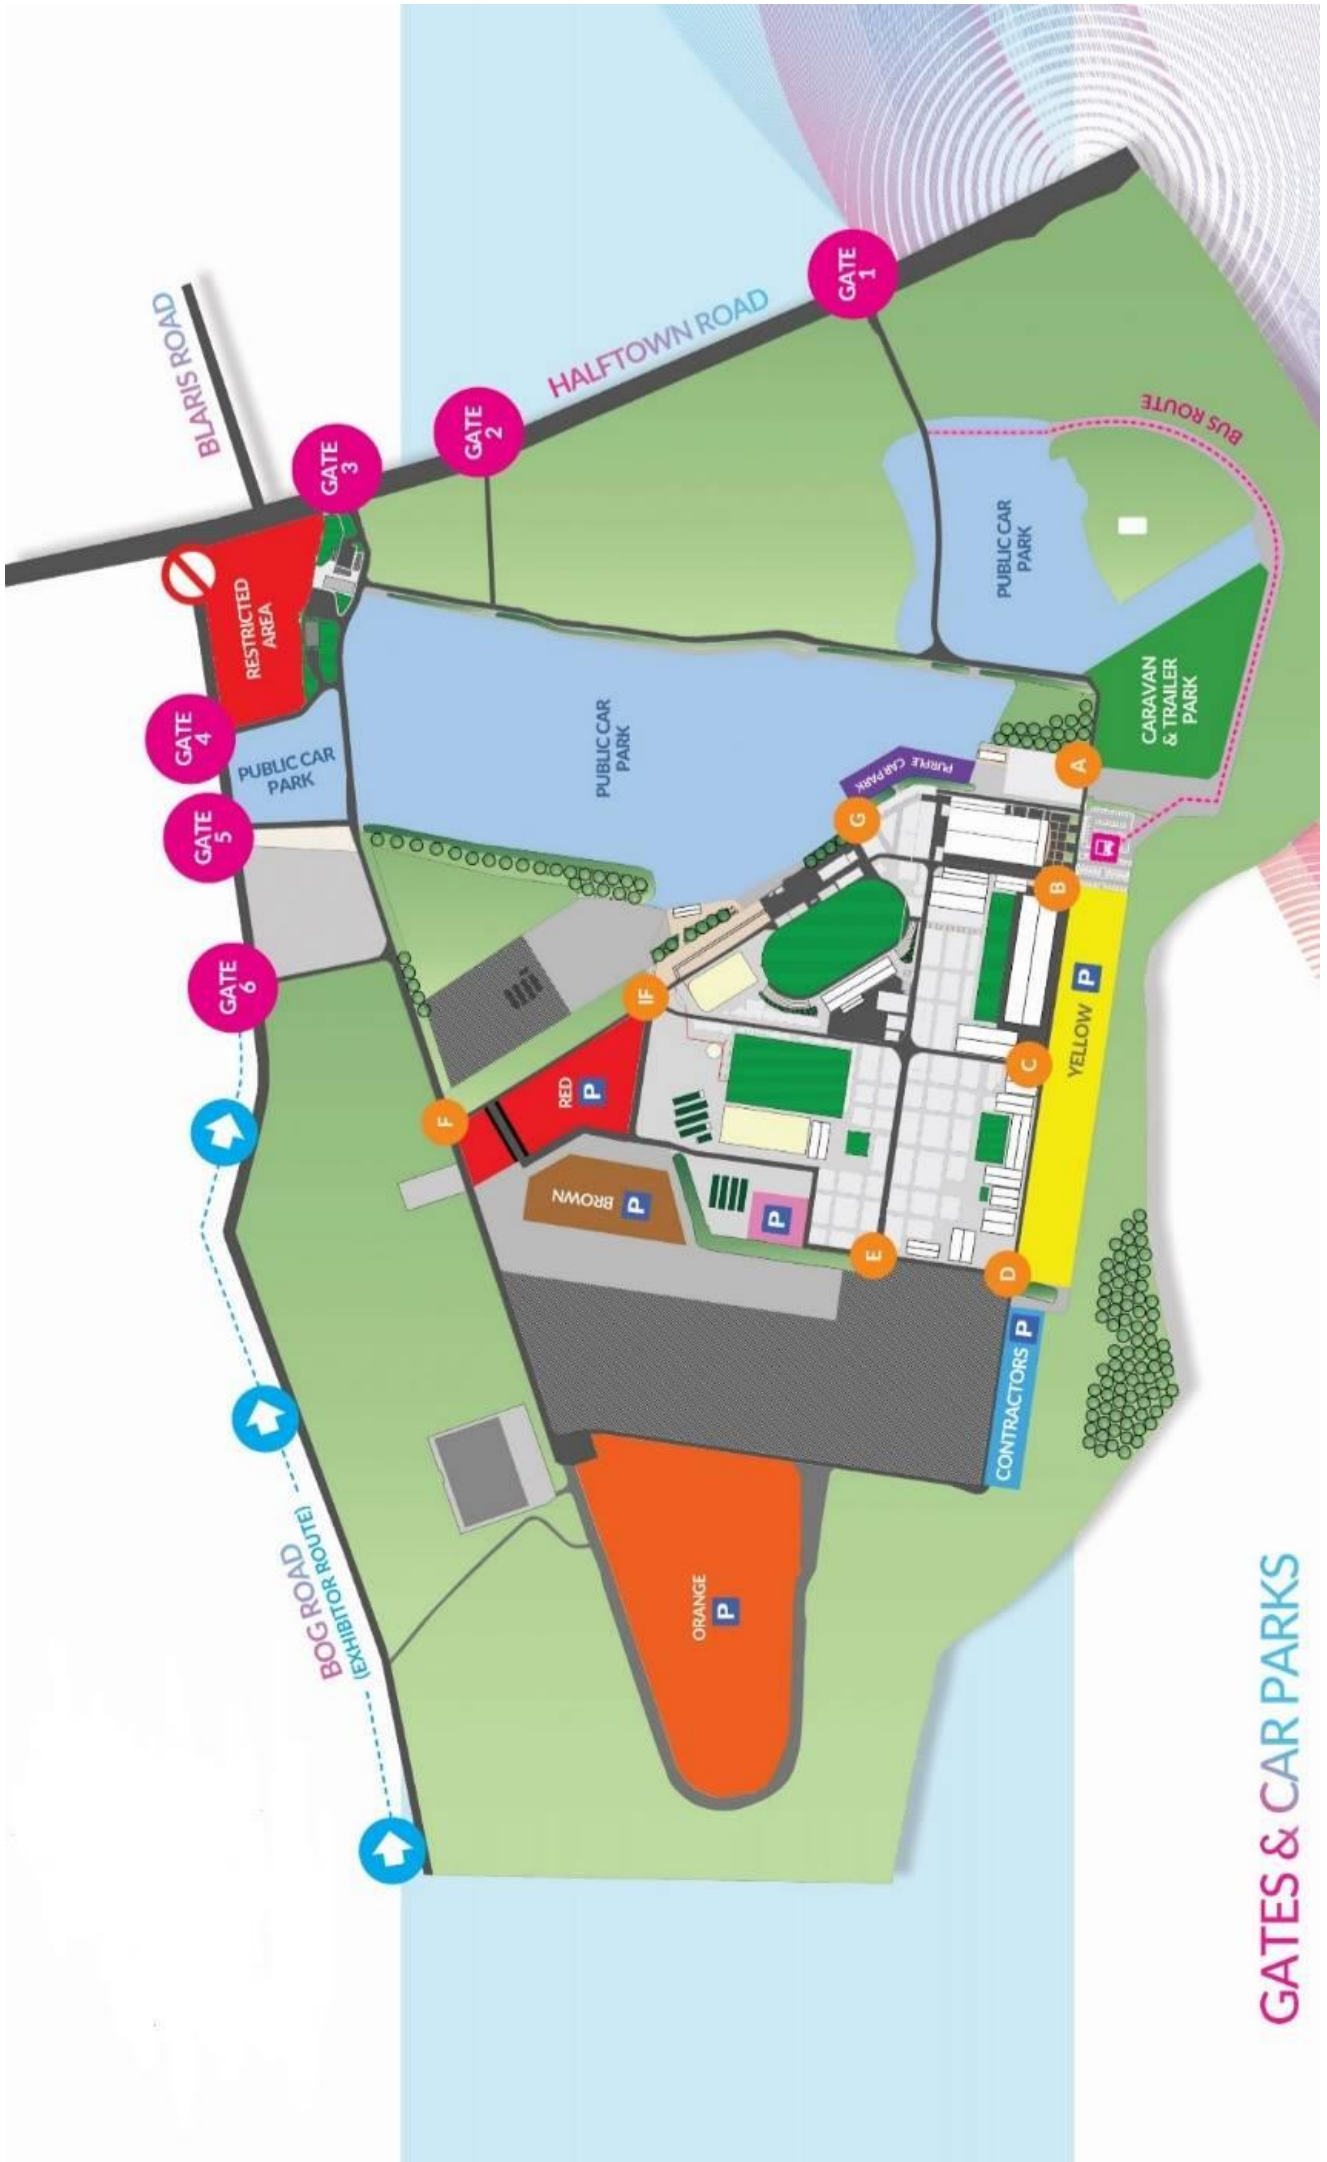 GATES & CAR PARKS
BOG ROAD
(EXHIBITOR ROUTE)
GATE
6
GATE
5
GATE
4
GATE
3
GATE
2
GATE
1
BLARIS ROAD
HALFTOWN ROAD
RESTRICTED
AREA
PUBLIC CAR
PARK
PUBLIC CAR
PARK
PUBLIC CAR
PARK
BUS ROUTE
CARAVAN
& TRAILER
PARK
PURPLE CAR PARK
ORANGE
P
BROWN
P
P
RED
P
CONTRACTORS P
YELLOW P
F
IF
G
E
D
C
B
A